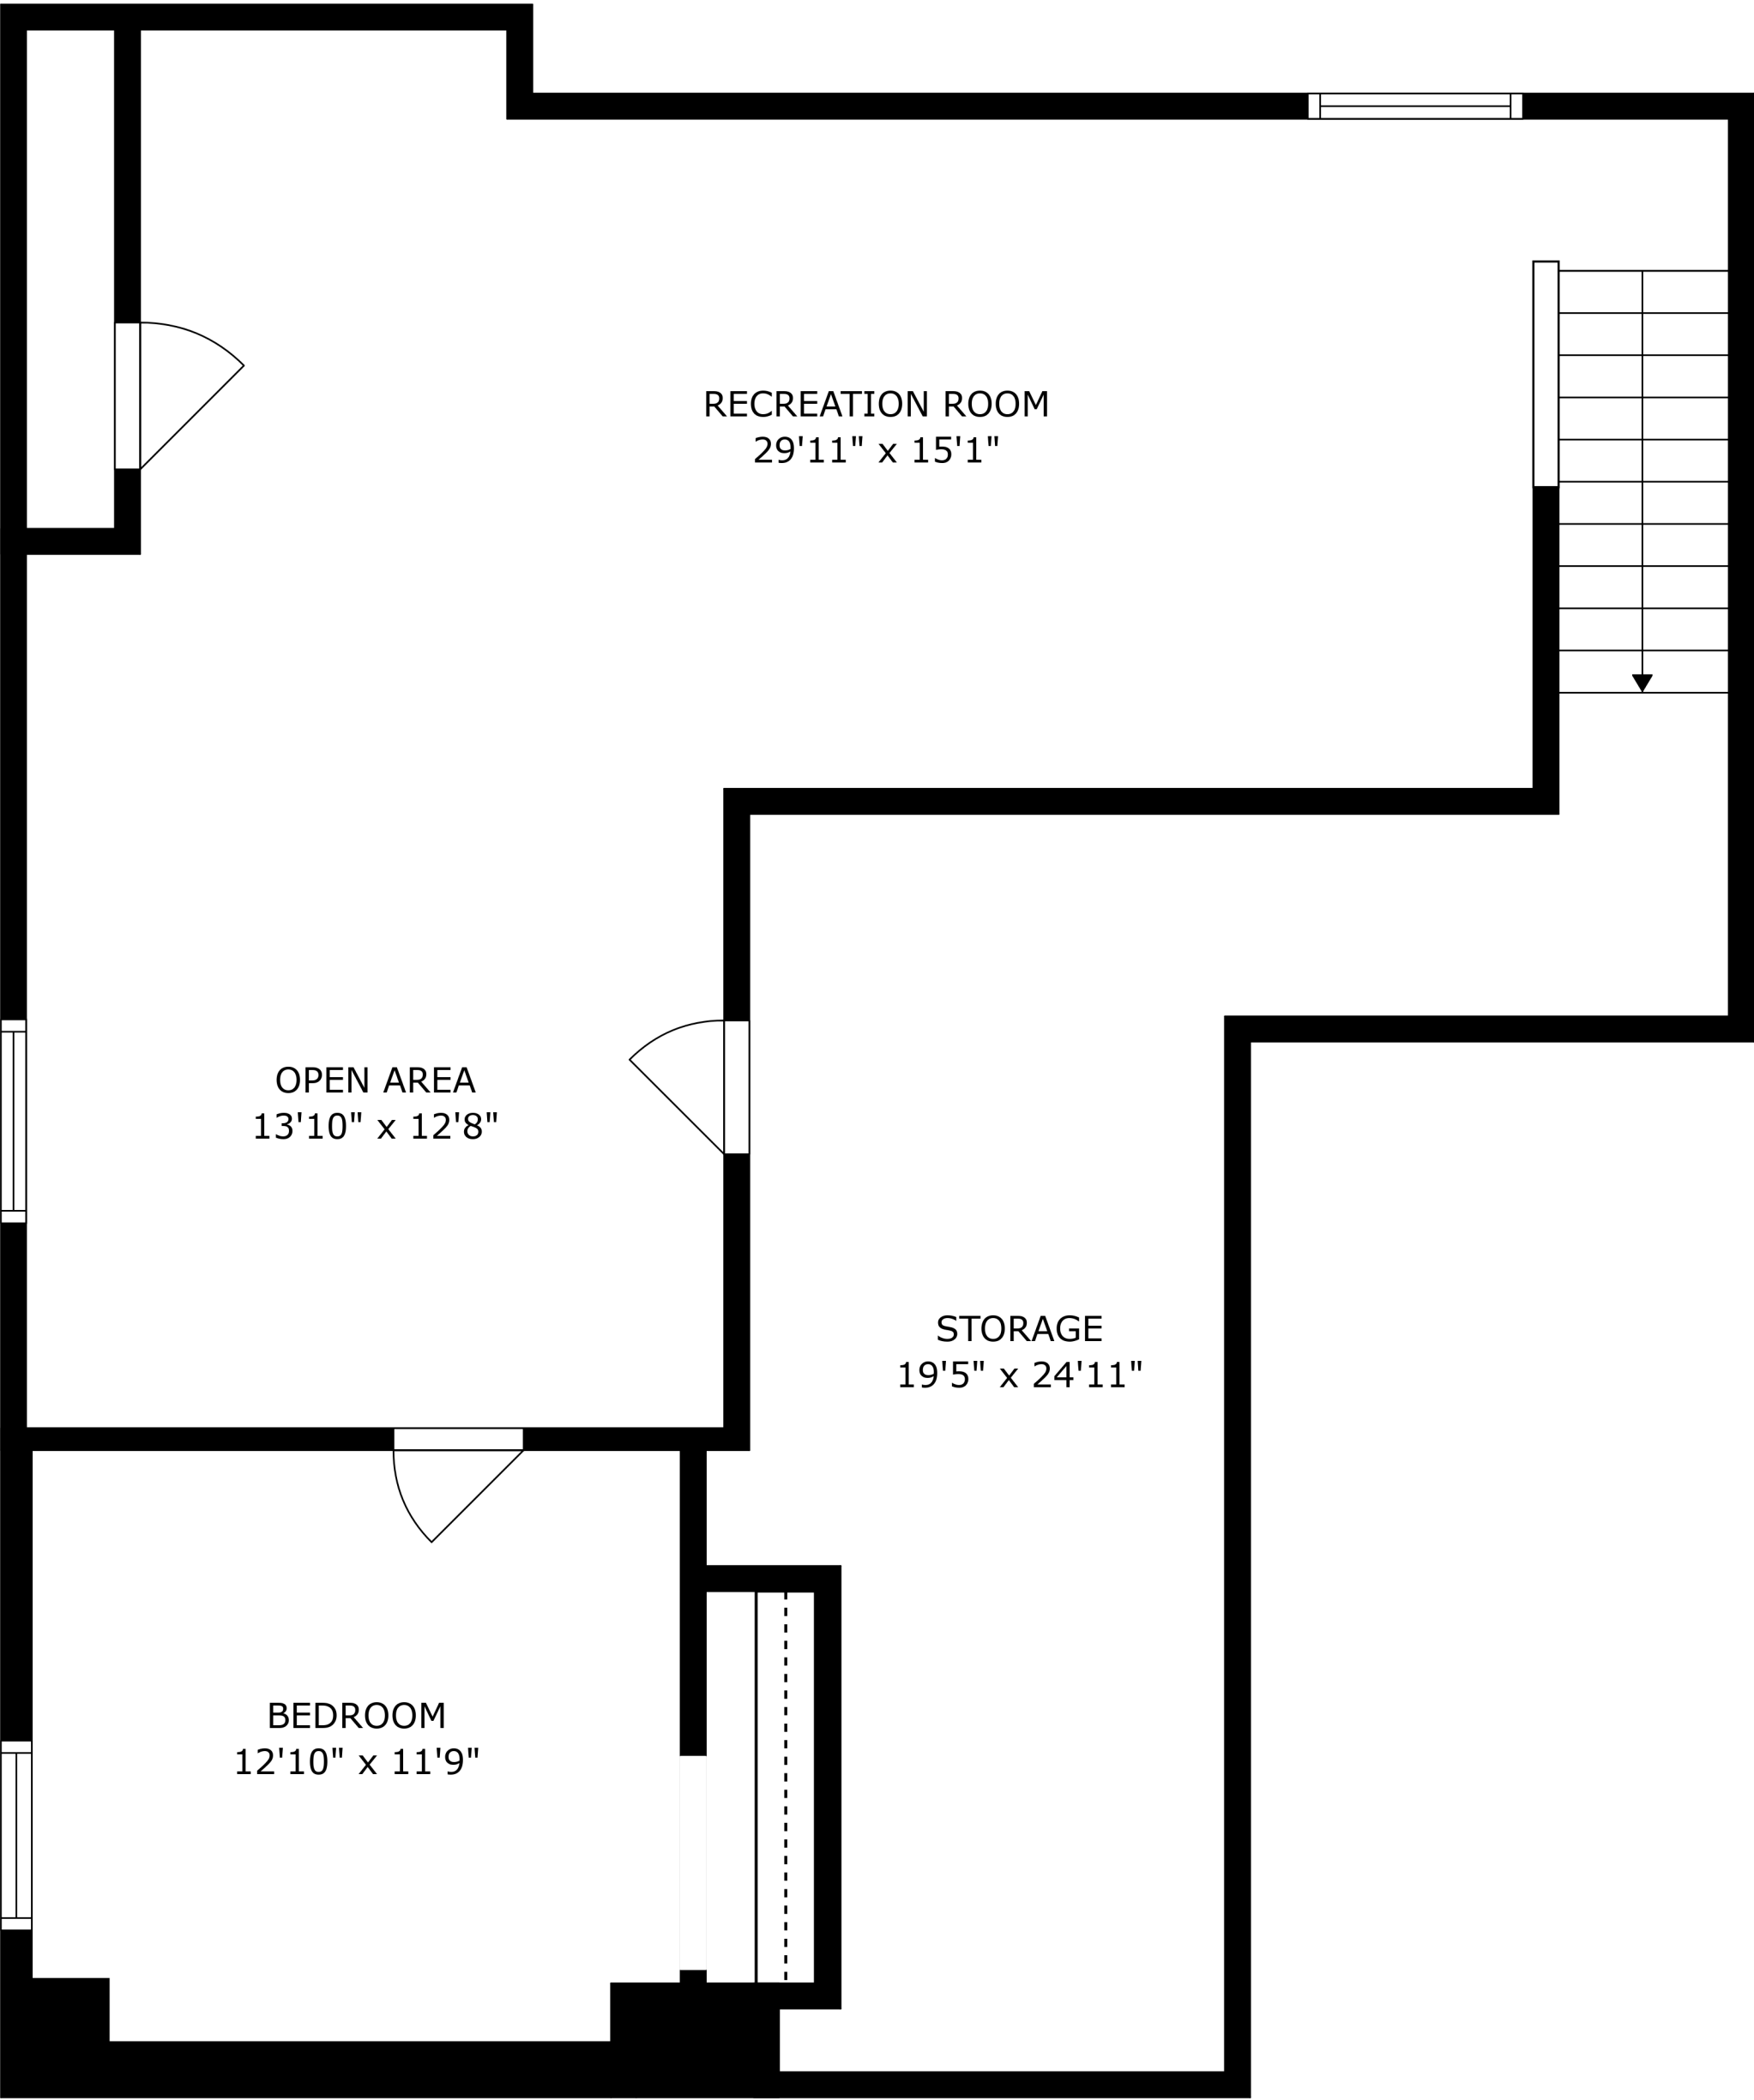 RECREATION ROOM
29'11" x 15'1"
OPEN AREA
13'10" x 12'8"
STORAGE
19'5" x 24'11"
BEDROOM
12'10" x 11'9"